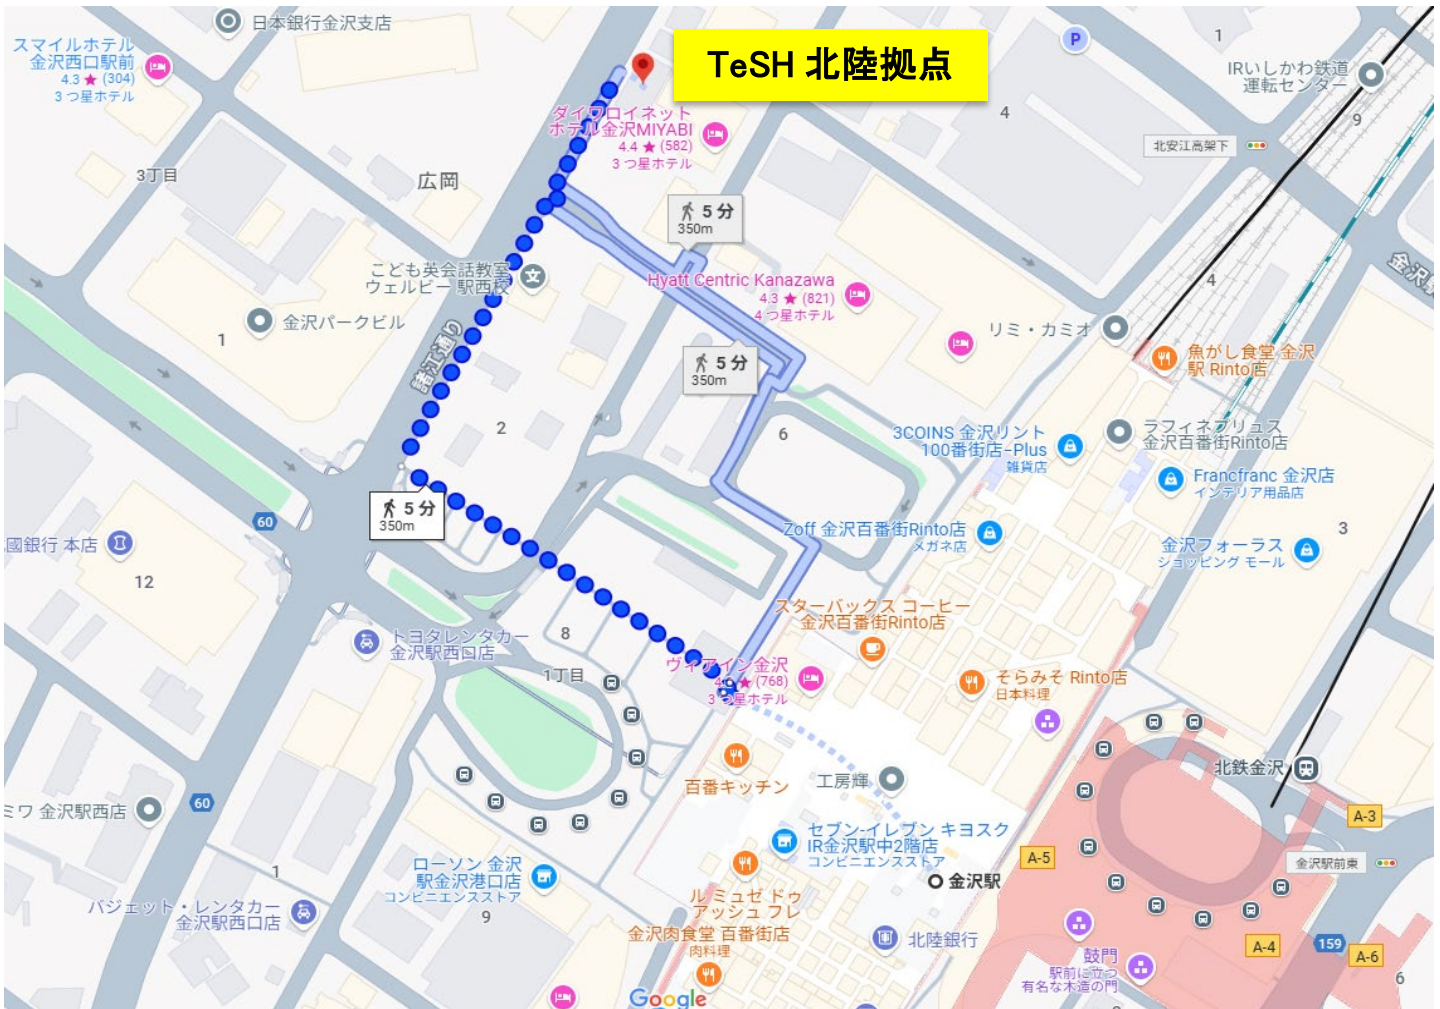 日本銀行金沢支店
スマイルホテル
金沢西口駅前
4.3 ★ (304)
3 つ星ホテル
TeSH 北陸拠点
P
1
IRいしかわ鉄道
運転センター
9
4
北安江高架下
ダイワロイネット
ホテル金沢MIYABI
4.4 ★ (582)
3 つ星ホテル
3丁目
広岡
5 分
350m
こども英会話教室
ウェルビー 駅西校
Hyatt Centric Kanazawa
4.3 ★ (821)
4 つ星ホテル
4
リミ・カミオ
金沢パークビル
1
諸江通り
5 分
350m
魚がし食堂 金沢
駅 Rinto店
2
6
3COINS 金沢リント
100番街店-Plus
雑貨店
ラフィネプリュス
金沢百番街Rinto店
Francfranc 金沢店
インテリア用品店
5 分
350m
60
國銀行 本店
12
Zoff 金沢百番街Rinto店
メガネ店
3
金沢フォーラス
ショッピング モール
スターバックス コーヒー
金沢百番街Rinto店
トヨタレンタカー
金沢駅西口店
8
1丁目
ヴィアイン金沢
(768)
3つ星ホテル
そらみそ Rinto店
日本料理
百番キッチン
工房輝
北鉄金沢
60
ミワ 金沢駅西店
セブン-イレブン キヨスク
IR金沢駅中2階店
コンビニエンスストア
A-3
A-5
金沢駅前東
ローソン 金沢
駅金沢港口店
コンビニエンスストア
1
金沢駅
バジェット・レンタカー
金沢駅西口店
9
ル ミュゼ ドゥ
アッシュ フレ
金沢肉食堂 百番街店
肉料理
北陸銀行
A-4
159
A-6
鼓門
駅前に立つ
有名な木造の門
6
Google